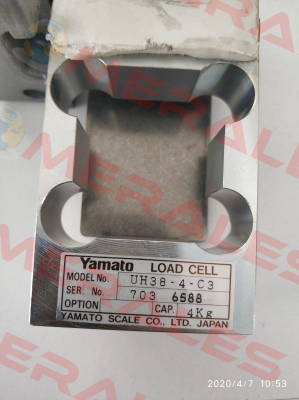 MERALES
Yamato LOAD CELL
MODEL No. UH38-4-C3
SER. No. 703 6588
OPTION CAP. 4Kg
YAMATO SCALE CO., LTD. JAPAN
2020/4/7 10:53